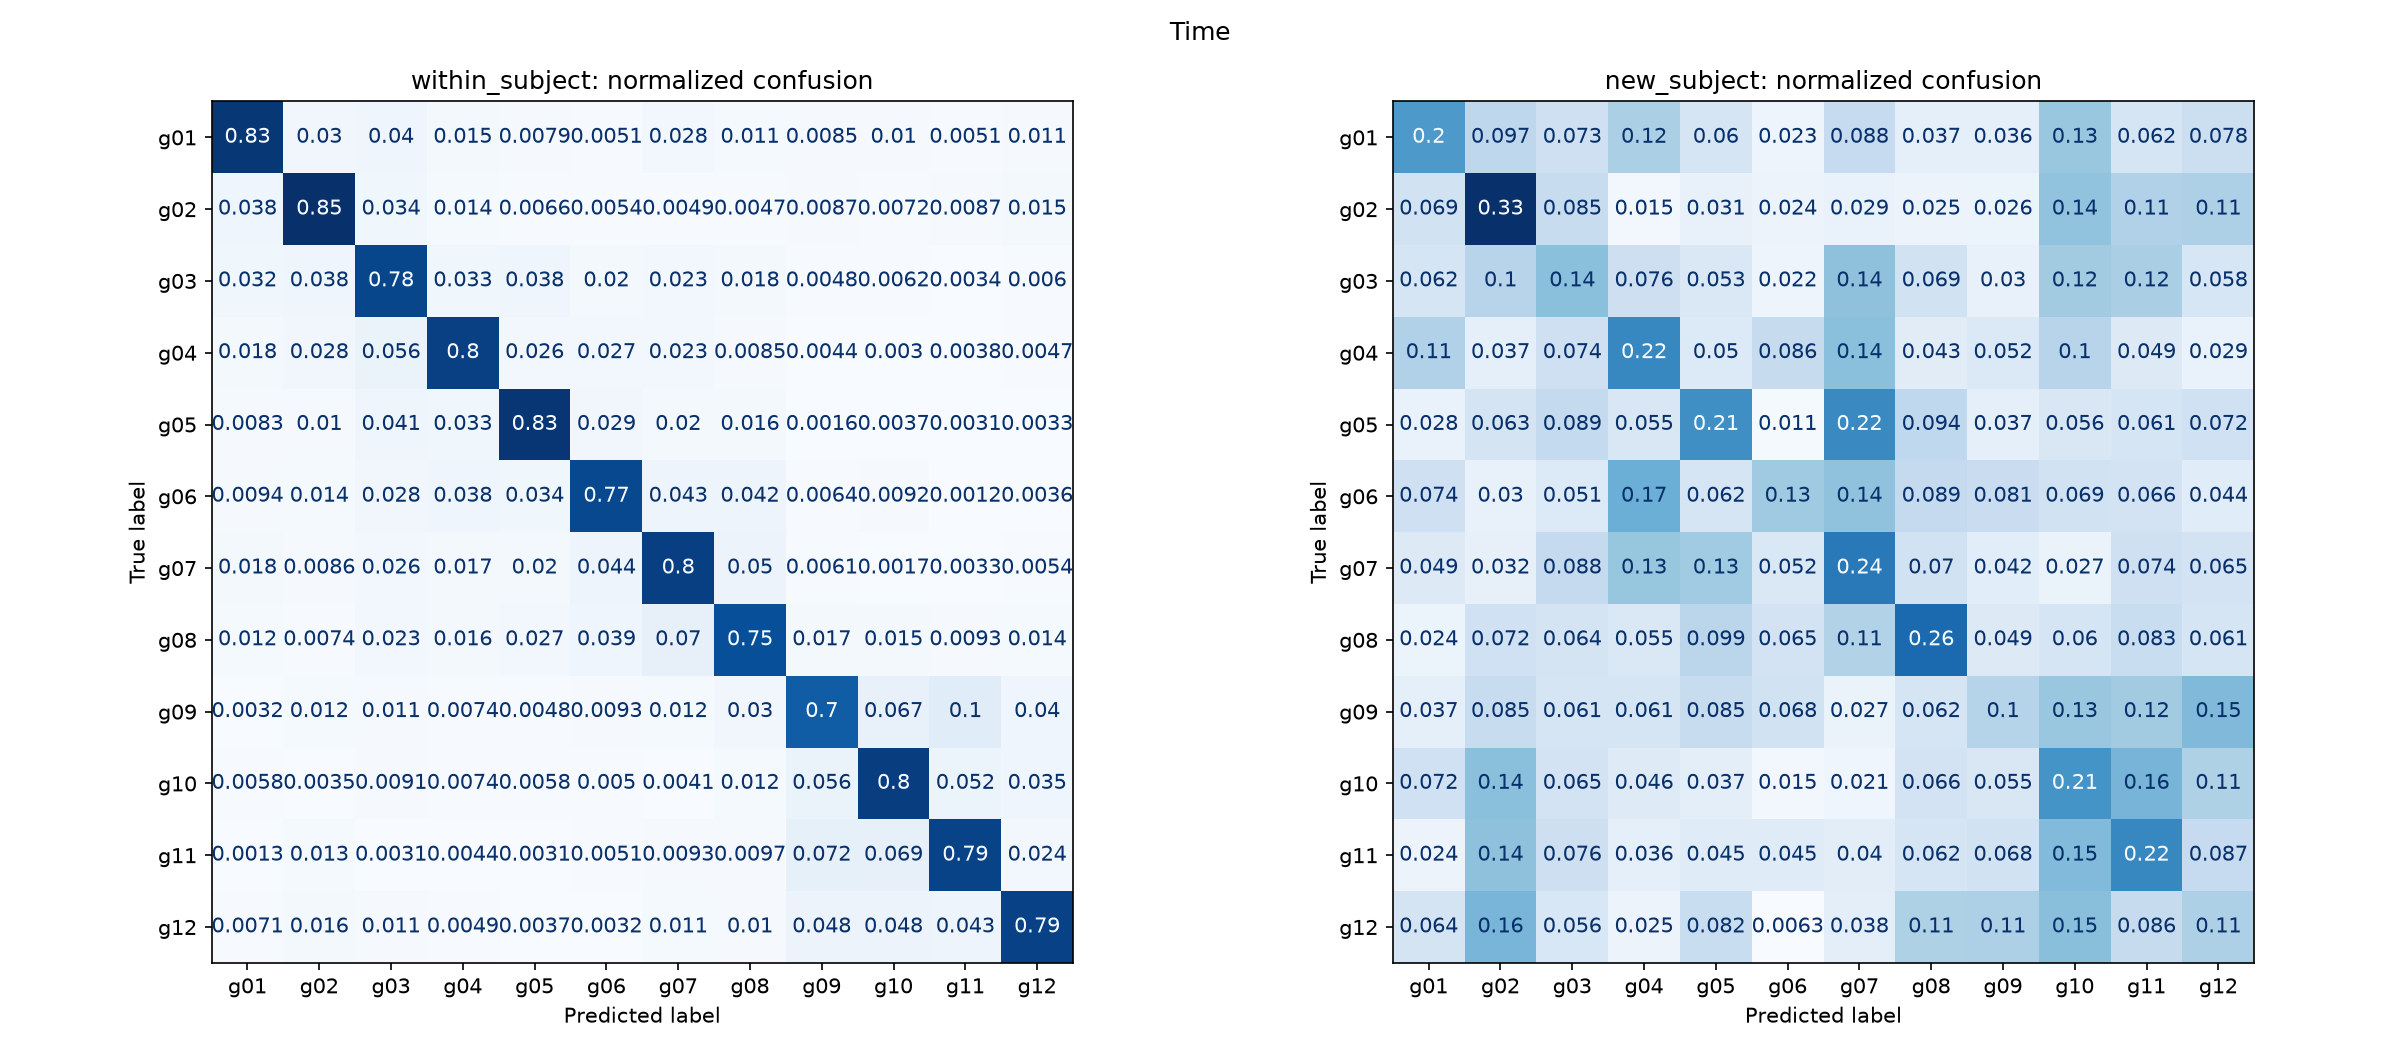 Time
within_subject: normalized confusion
g01 0.83 0.03 0.04 0.015 0.0079 0.0051 0.028 0.011 0.0085 0.01 0.0051 0.011
g02 0.038 0.85 0.034 0.014 0.0066 0.0054 0.0049 0.0047 0.0087 0.0072 0.0087 0.015
g03 0.032 0.038 0.78 0.033 0.038 0.02 0.023 0.018 0.0048 0.0062 0.0034 0.006
g04 0.018 0.028 0.056 0.8 0.026 0.027 0.023 0.0085 0.0044 0.003 0.0038 0.0047
g05 0.0083 0.01 0.041 0.033 0.83 0.029 0.02 0.016 0.0016 0.0037 0.0031 0.0033
g06 0.0094 0.014 0.028 0.038 0.034 0.77 0.043 0.042 0.0064 0.0092 0.0012 0.0036
g07 0.018 0.0086 0.026 0.017 0.02 0.044 0.8 0.05 0.0061 0.0017 0.0033 0.0054
g08 0.012 0.0074 0.023 0.016 0.027 0.039 0.07 0.75 0.017 0.015 0.0093 0.014
g09 0.0032 0.012 0.011 0.0074 0.0048 0.0093 0.012 0.03 0.7 0.067 0.1 0.04
g10 0.0058 0.0035 0.0091 0.0074 0.0058 0.005 0.0041 0.012 0.056 0.8 0.052 0.035
g11 0.0013 0.013 0.0031 0.0044 0.0031 0.0051 0.0093 0.0097 0.072 0.069 0.79 0.024
g12 0.0071 0.016 0.011 0.0049 0.0037 0.0032 0.011 0.01 0.048 0.048 0.043 0.79
True label
g01 g02 g03 g04 g05 g06 g07 g08 g09 g10 g11 g12
Predicted label
new_subject: normalized confusion
g01 0.2 0.097 0.073 0.12 0.06 0.023 0.088 0.037 0.036 0.13 0.062 0.078
g02 0.069 0.33 0.085 0.015 0.031 0.024 0.029 0.025 0.026 0.14 0.11 0.11
g03 0.062 0.1 0.14 0.076 0.053 0.022 0.14 0.069 0.03 0.12 0.12 0.058
g04 0.11 0.037 0.074 0.22 0.05 0.086 0.14 0.043 0.052 0.1 0.049 0.029
g05 0.028 0.063 0.089 0.055 0.21 0.011 0.22 0.094 0.037 0.056 0.061 0.072
g06 0.074 0.03 0.051 0.17 0.062 0.13 0.14 0.089 0.081 0.069 0.066 0.044
g07 0.049 0.032 0.088 0.13 0.13 0.052 0.24 0.07 0.042 0.027 0.074 0.065
g08 0.024 0.072 0.064 0.055 0.099 0.065 0.11 0.26 0.049 0.06 0.083 0.061
g09 0.037 0.085 0.061 0.061 0.085 0.068 0.027 0.062 0.1 0.13 0.12 0.15
g10 0.072 0.14 0.065 0.046 0.037 0.015 0.021 0.066 0.055 0.21 0.16 0.11
g11 0.024 0.14 0.076 0.036 0.045 0.045 0.04 0.062 0.068 0.15 0.22 0.087
g12 0.064 0.16 0.056 0.025 0.082 0.0063 0.038 0.11 0.11 0.15 0.086 0.11
True label
g01 g02 g03 g04 g05 g06 g07 g08 g09 g10 g11 g12
Predicted label